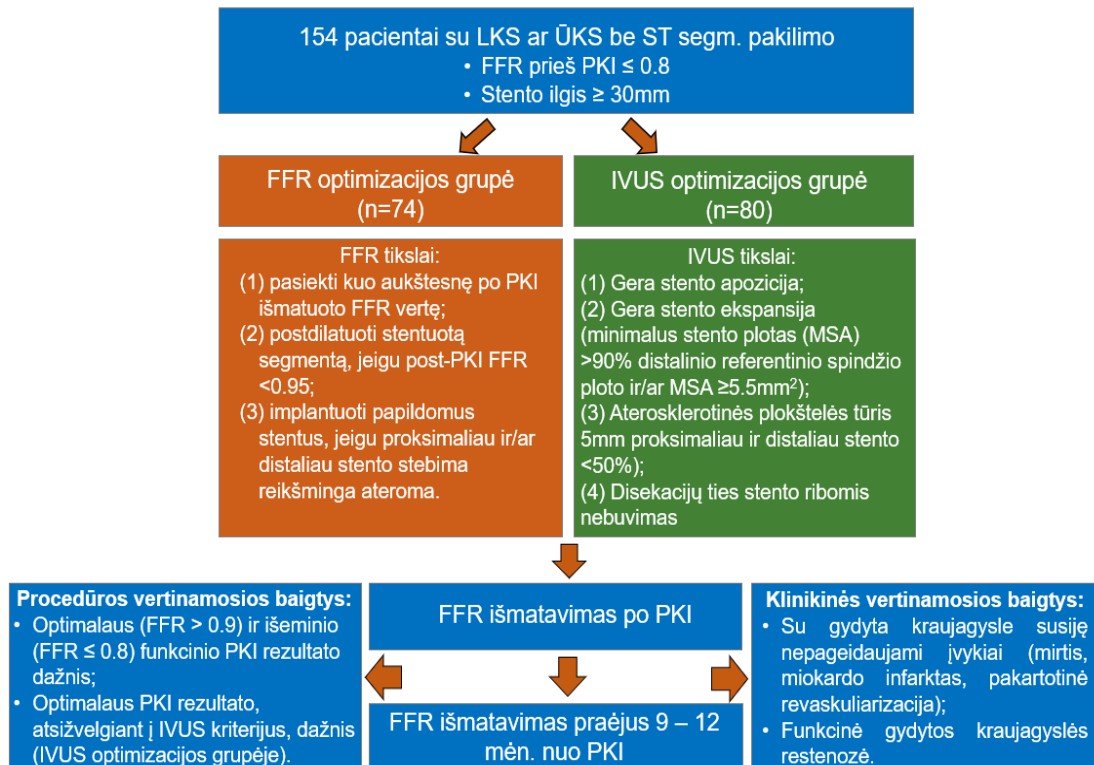 154 pacientai su LKS ar ŪKS be ST segm. pakilimo
• FFR prieš PKI ≤ 0.8
• Stento ilgis ≥ 30mm
FFR optimizacijos grupė
(n=74)
IVUS optimizacijos grupė
(n=80)
FFR tikslai:
(1) pasiekti kuo aukštesnę po PKI
išmatuoto FFR vertę;
(2) postdilatuoti stentuotą
segmentą, jeigu post-PKI FFR
<0.95;
(3) implantuoti papildomus
stentus, jeigu proksimaliau ir/ar
distaliau stento stebima
reikšminga ateroma.
IVUS tikslai:
(1) Gera stento apozicija;
(2) Gera stento ekspansija
(minimalus stento plotas (MSA)
>90% distalinio referentinio spindžio
ploto ir/ar MSA ≥5.5mm²);
(3) Aterosklerotinės plokštelės tūris
5mm proksimaliau ir distaliau stento
<50%);
(4) Disekacijų ties stento ribomis
nebuvimas
Procedūros vertinamosios baigtys:
• Optimalaus (FFR > 0.9) ir išeminio
(FFR ≤ 0.8) funkcinio PKI rezultato
dažnis;
• Optimalaus PKI rezultato,
atsižvelgiant į IVUS kriterijus, dažnis
(IVUS optimizacijos grupėje).
FFR išmatavimas po PKI
FFR išmatavimas praėjus 9 – 12
mėn. nuo PKI
Klinikinės vertinamosios baigtys:
• Su gydyta kraujagysle susiję
nepageidaujami įvykiai (mirtis,
miokardo infarktas, pakartotinė
revaskuliarizacija);
• Funkcinė gydytos kraujagyslės
restenozė.